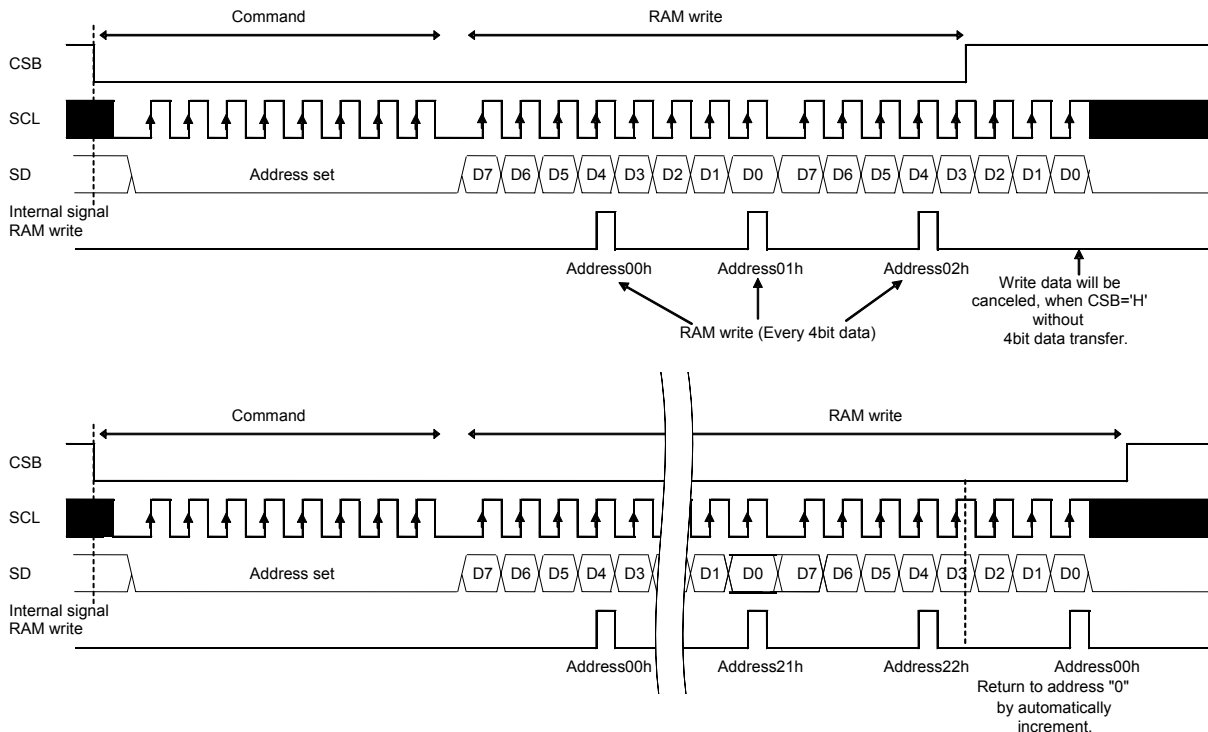 Command
RAM write
CSB
SCL
SD
Address set
D7 D6 D5 D4 D3 D2 D1 D0 D7 D6 D5 D4 D3 D2 D1 D0
Internal signal
RAM write
Address00h
Address01h
Address02h
RAM write (Every 4bit data)
Write data will be
canceled, when CSB='H'
without
4bit data transfer.
Command
RAM write
CSB
SCL
SD
Address set
D7 D6 D5 D4 D3 D1 D0 D7 D6 D5 D4 D3 D2 D1 D0
Internal signal
RAM write
Address00h
Address21h
Address22h
Address00h
Return to address "0"
by automatically
increment.